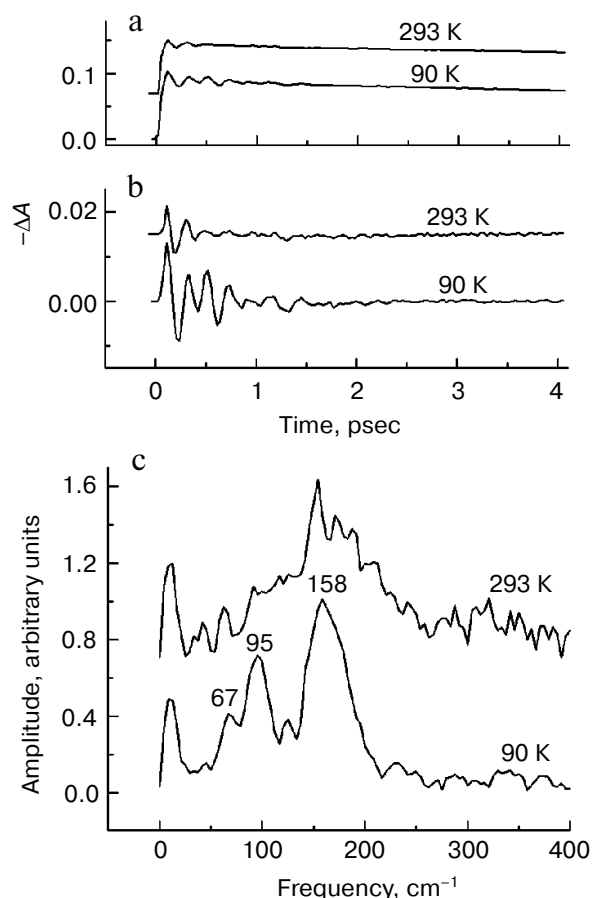 a
293 K
0.1
90 K
0.0
b
−ΔA
0.02
293 K
0.00
90 K
0 1 2 3 4
Time, psec
c
Amplitude, arbitrary units
1.6
1.2
158
293 K
0.8
95
67
0.4
90 K
0.0
0 100 200 300 400
Frequency, cm⁻¹